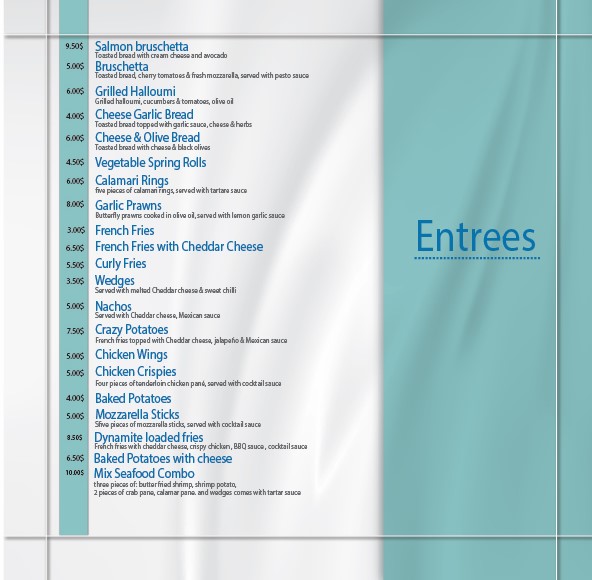 9.50$ Salmon bruschetta
Toasted bread with cream cheese and avocado
5.00$ Bruschetta
Toasted bread, cherry tomatoes & fresh mozzarella, served with pesto sauce
6.00$ Grilled Halloumi
Grilled halloumi, cucumbers & tomatoes, olive oil
4.00$ Cheese Garlic Bread
Toasted bread topped with garlic sauce, cheese & herbs
6.00$ Cheese & Olive Bread
Toasted bread with cheese & black olives
4.50$ Vegetable Spring Rolls
6.00$ Calamari Rings
five pieces of calamari rings, served with tartare sauce
8.00$ Garlic Prawns
Butterfly prawns cooked in olive oil, served with lemon garlic sauce
3.00$ French Fries
6.50$ French Fries with Cheddar Cheese
5.50$ Curly Fries
3.50$ Wedges
Served with melted Cheddar cheese & sweet chilli
5.00$ Nachos
Served with Cheddar cheese, Mexican sauce
7.50$ Crazy Potatoes
French fries topped with Cheddar cheese, jalapeño & Mexican sauce
5.00$ Chicken Wings
5.00$ Chicken Crispies
Four pieces of tenderloin chicken pané, served with cocktail sauce
4.00$ Baked Potatoes
5.00$ Mozzarella Sticks
Sfive pieces of mozzarella sticks, served with cocktail sauce
8.50$ Dynamite loaded fries
French fries with cheddar cheese, crispy chicken, BBQ sauce, cocktail sauce
6.50$ Baked Potatoes with cheese
10.00$ Mix Seafood Combo
three pieces of: butter fried shrimp, shrimp potato,
2 pieces of crab pane, calamar pane. and wedges comes with tartar sauce
Entrees